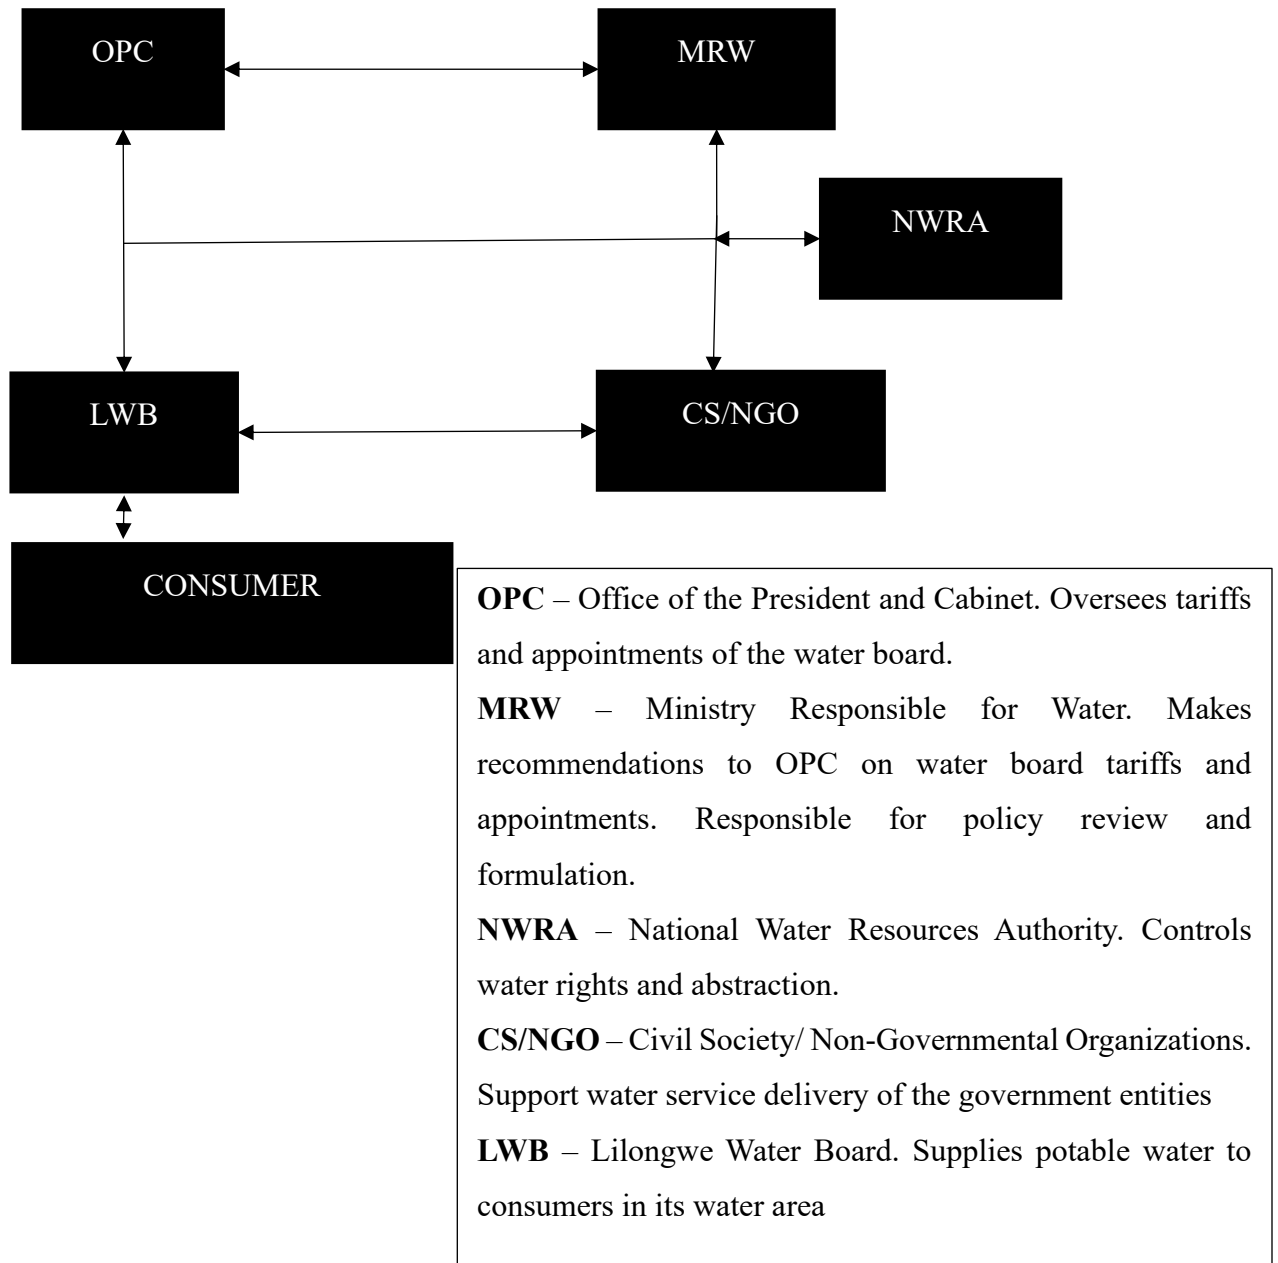 OPC
MRW
NWRA
LWB
CS/NGO
CONSUMER
OPC – Office of the President and Cabinet. Oversees tariffs
and appointments of the water board.
MRW – Ministry Responsible for Water. Makes
recommendations to OPC on water board tariffs and
appointments. Responsible for policy review and
formulation.
NWRA – National Water Resources Authority. Controls
water rights and abstraction.
CS/NGO – Civil Society/ Non-Governmental Organizations.
Support water service delivery of the government entities
LWB – Lilongwe Water Board. Supplies potable water to
consumers in its water area